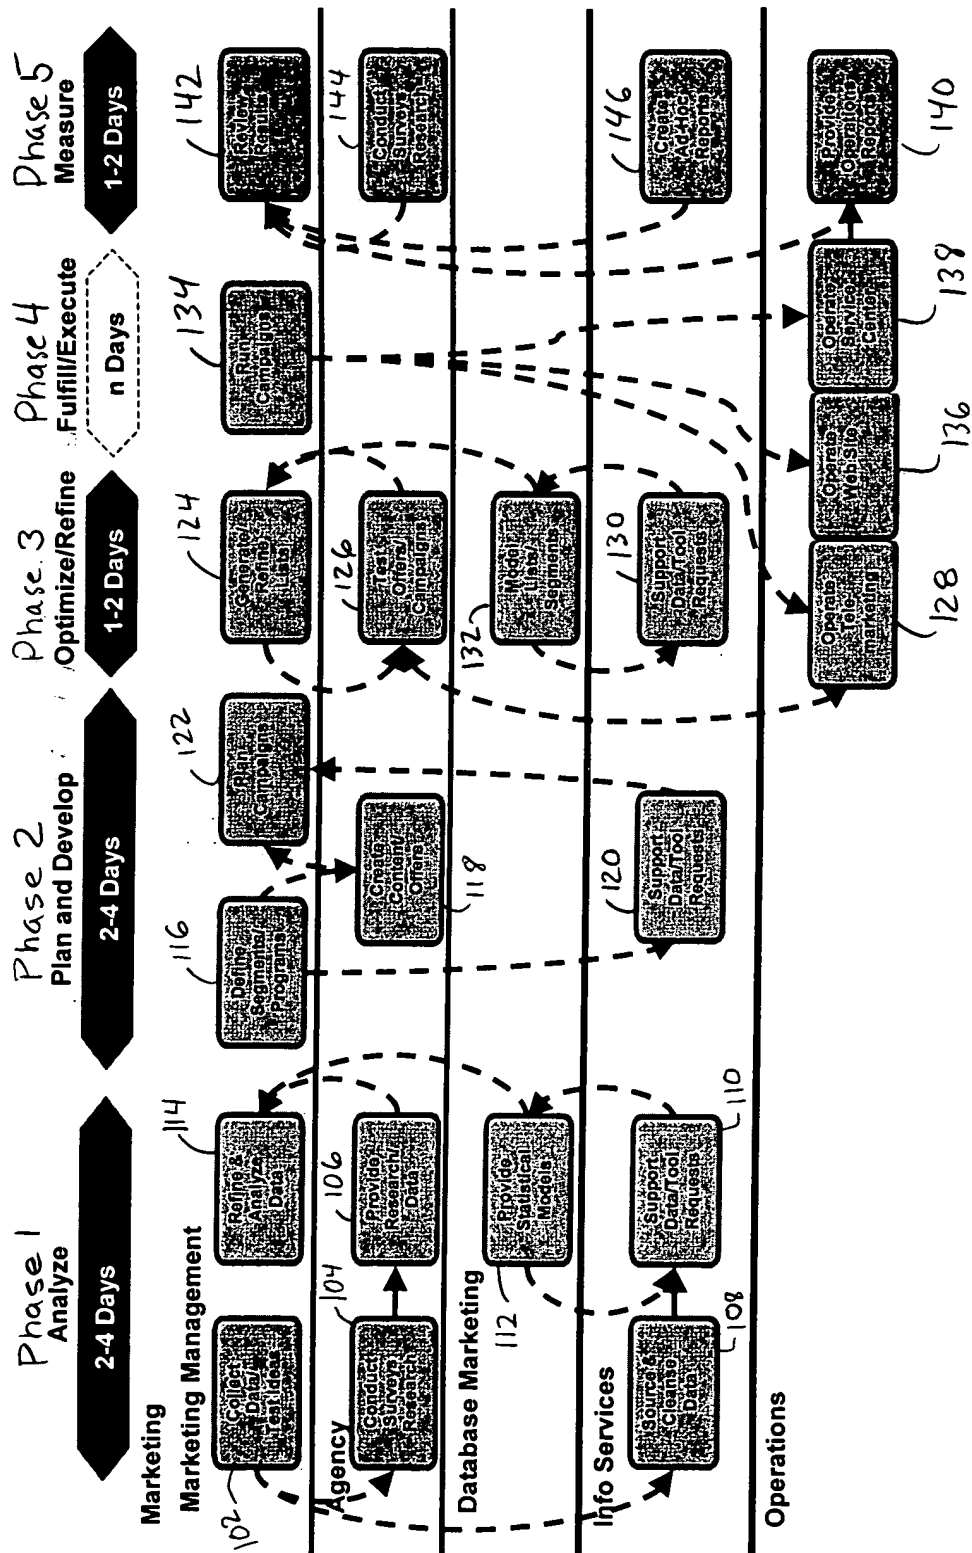 Phase 1
Analyze
2-4 Days
Phase 2
Plan and Develop
2-4 Days
Phase 3
Optimize/Refine
1-2 Days
Phase 4
Fulfill/Execute
n Days
Phase 5
Measure
1-2 Days
Marketing
Marketing Management
102
Collect
Data/
Test Ideas
114
Refine &
Analyze
Data
116
Define
Segments/
Programs
122
Plan
Campaigns
124
Generate/
Refine
Lists
134
Run
Campaigns
142
Review
Results
Agency
104
Conduct
Surveys
Research
106
Provide
Research/
Data
118
Create
Content/
Offers
126
Test
Offers/
Campaigns
144
Conduct
Surveys &
Research
Database Marketing
112
Provide
Statistical
Models
132
Model
Lists/
Segments
Info Services
108
Source &
Cleanse
Data
110
Support
Data/Tool
Requests
120
Support
Data/Tool
Requests
130
Support
Data/Tool
Requests
146
Create
Ad-Hoc
Reports
Operations
128
Operate
Tele-
marketing
136
Operate
Web Site
138
Operate
Service
Center
140
Provide
Operations
Reports